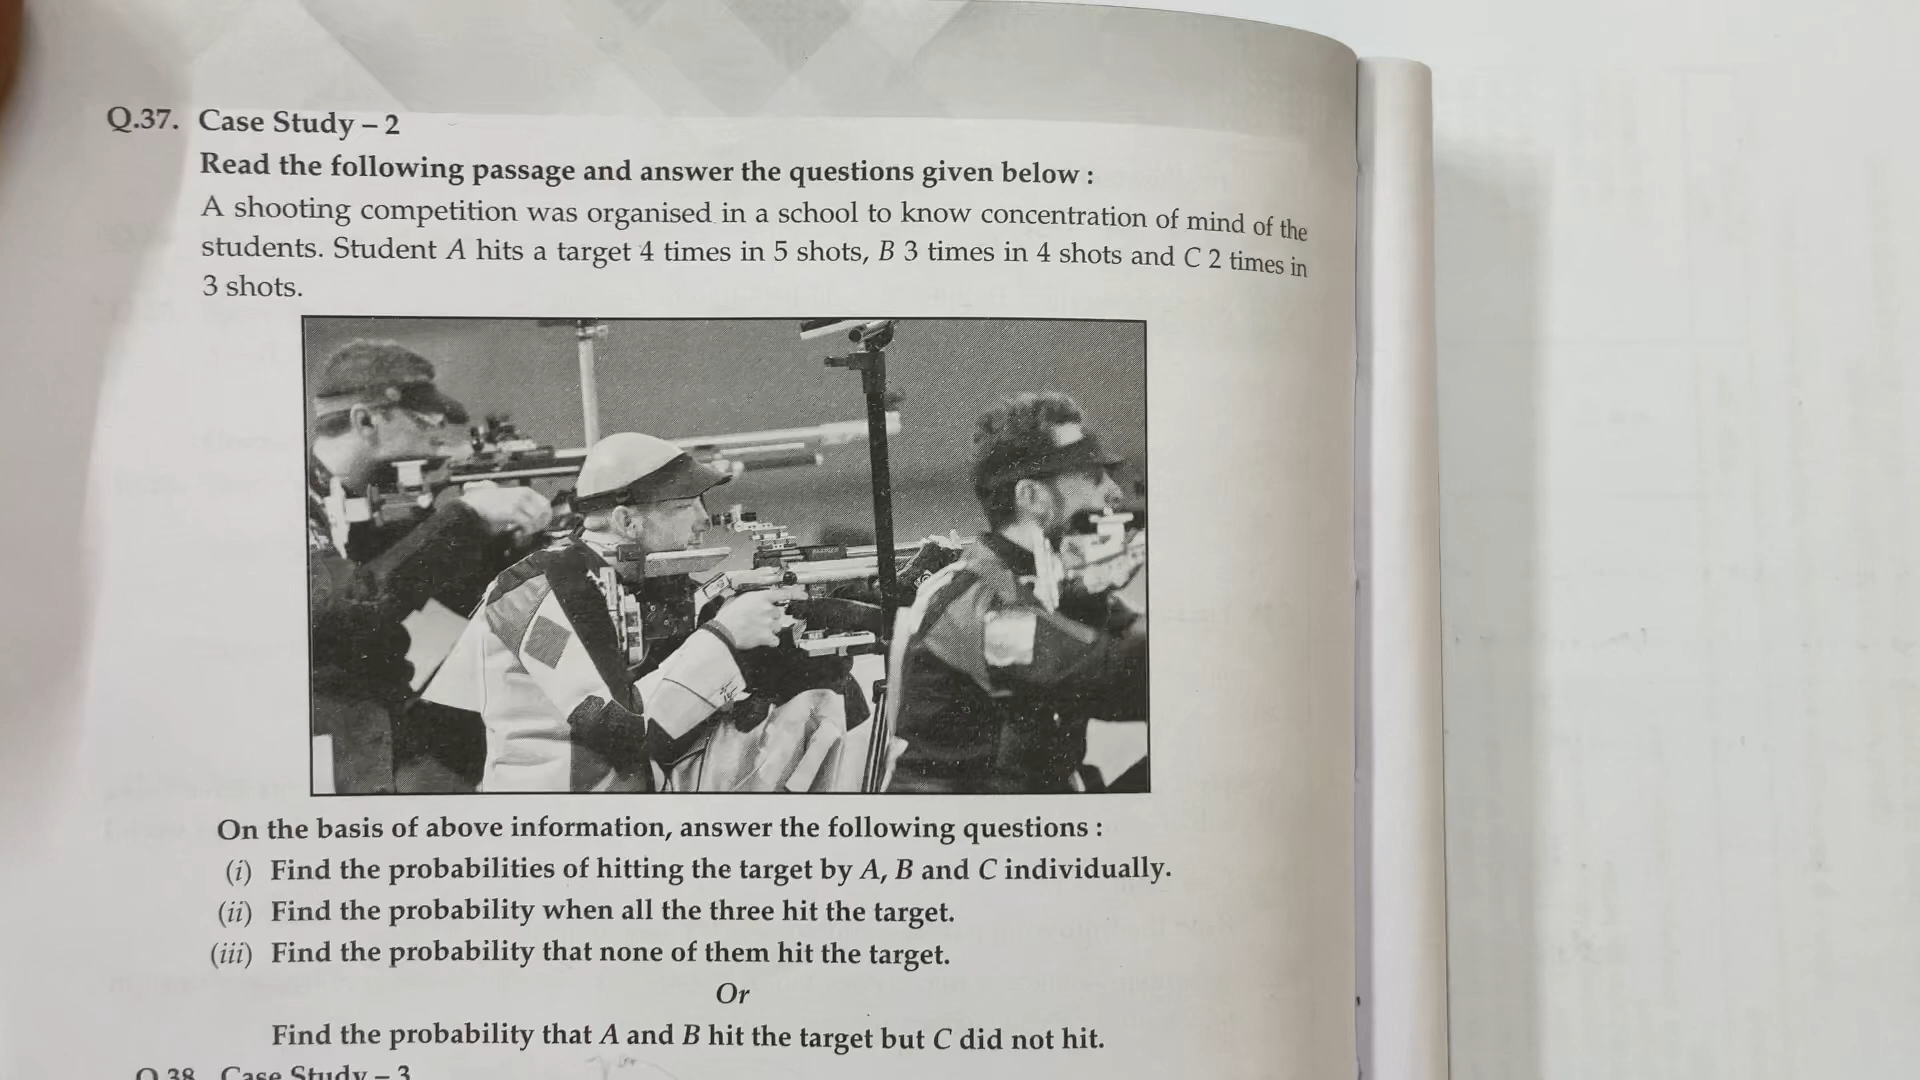 Q.37. Case Study – 2
Read the following passage and answer the questions given below :
A shooting competition was organised in a school to know concentration of mind of the
students. Student A hits a target 4 times in 5 shots, B 3 times in 4 shots and C 2 times in
3 shots.
On the basis of above information, answer the following questions :
(i) Find the probabilities of hitting the target by A, B and C individually.
(ii) Find the probability when all the three hit the target.
(iii) Find the probability that none of them hit the target.
Or
Find the probability that A and B hit the target but C did not hit.
Q.38. Case Study – 3